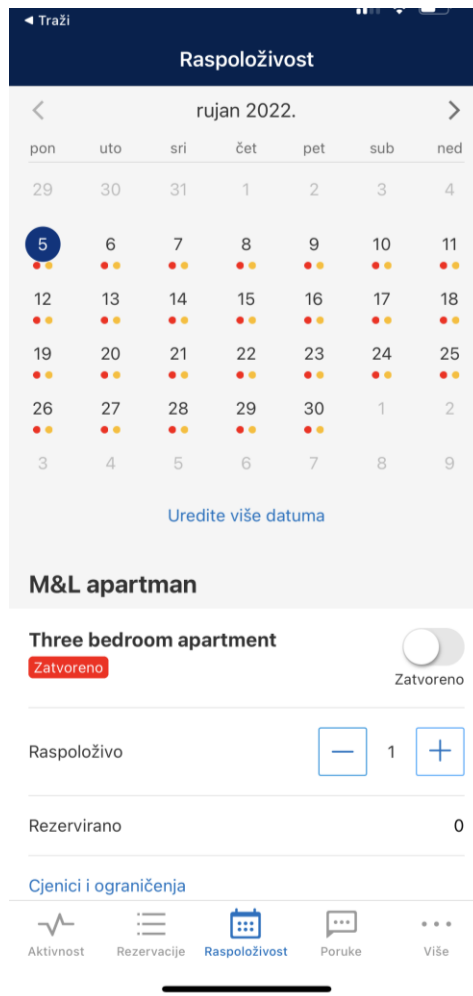 Traži
Raspoloživost
rujan 2022.
pon uto sri čet pet sub ned
29 30 31 1 2 3 4
5 6 7 8 9 10 11
12 13 14 15 16 17 18
19 20 21 22 23 24 25
26 27 28 29 30 1 2
3 4 5 6 7 8 9
Uredite više datuma
M&L apartman
Three bedroom apartment
Zatvoreno
Zatvoreno
Raspoloživo 1
Rezervirano 0
Cjenici i ograničenja
Aktivnost Rezervacije Raspoloživost Poruke Više